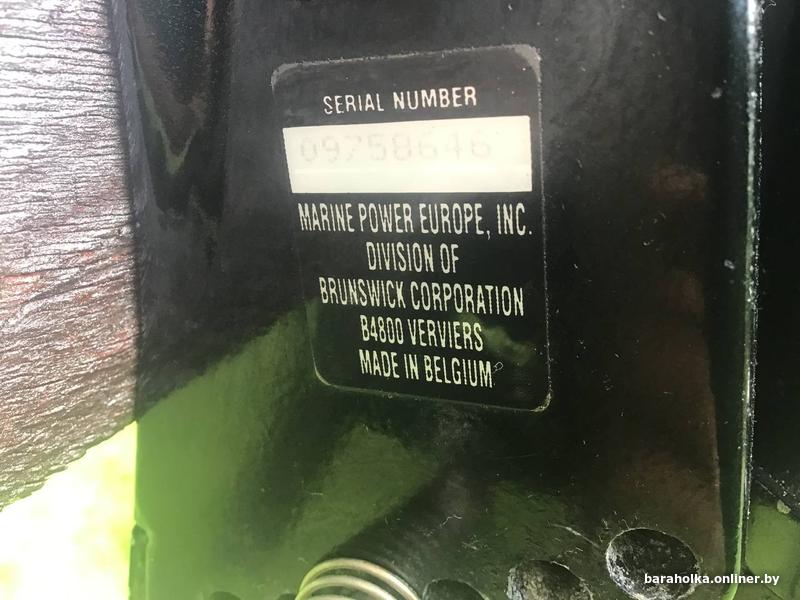 SERIAL NUMBER
09758646
MARINE POWER EUROPE, INC.
DIVISION OF
BRUNSWICK CORPORATION
B4800 VERVIERS
MADE IN BELGIUM
baraholka.onliner.by